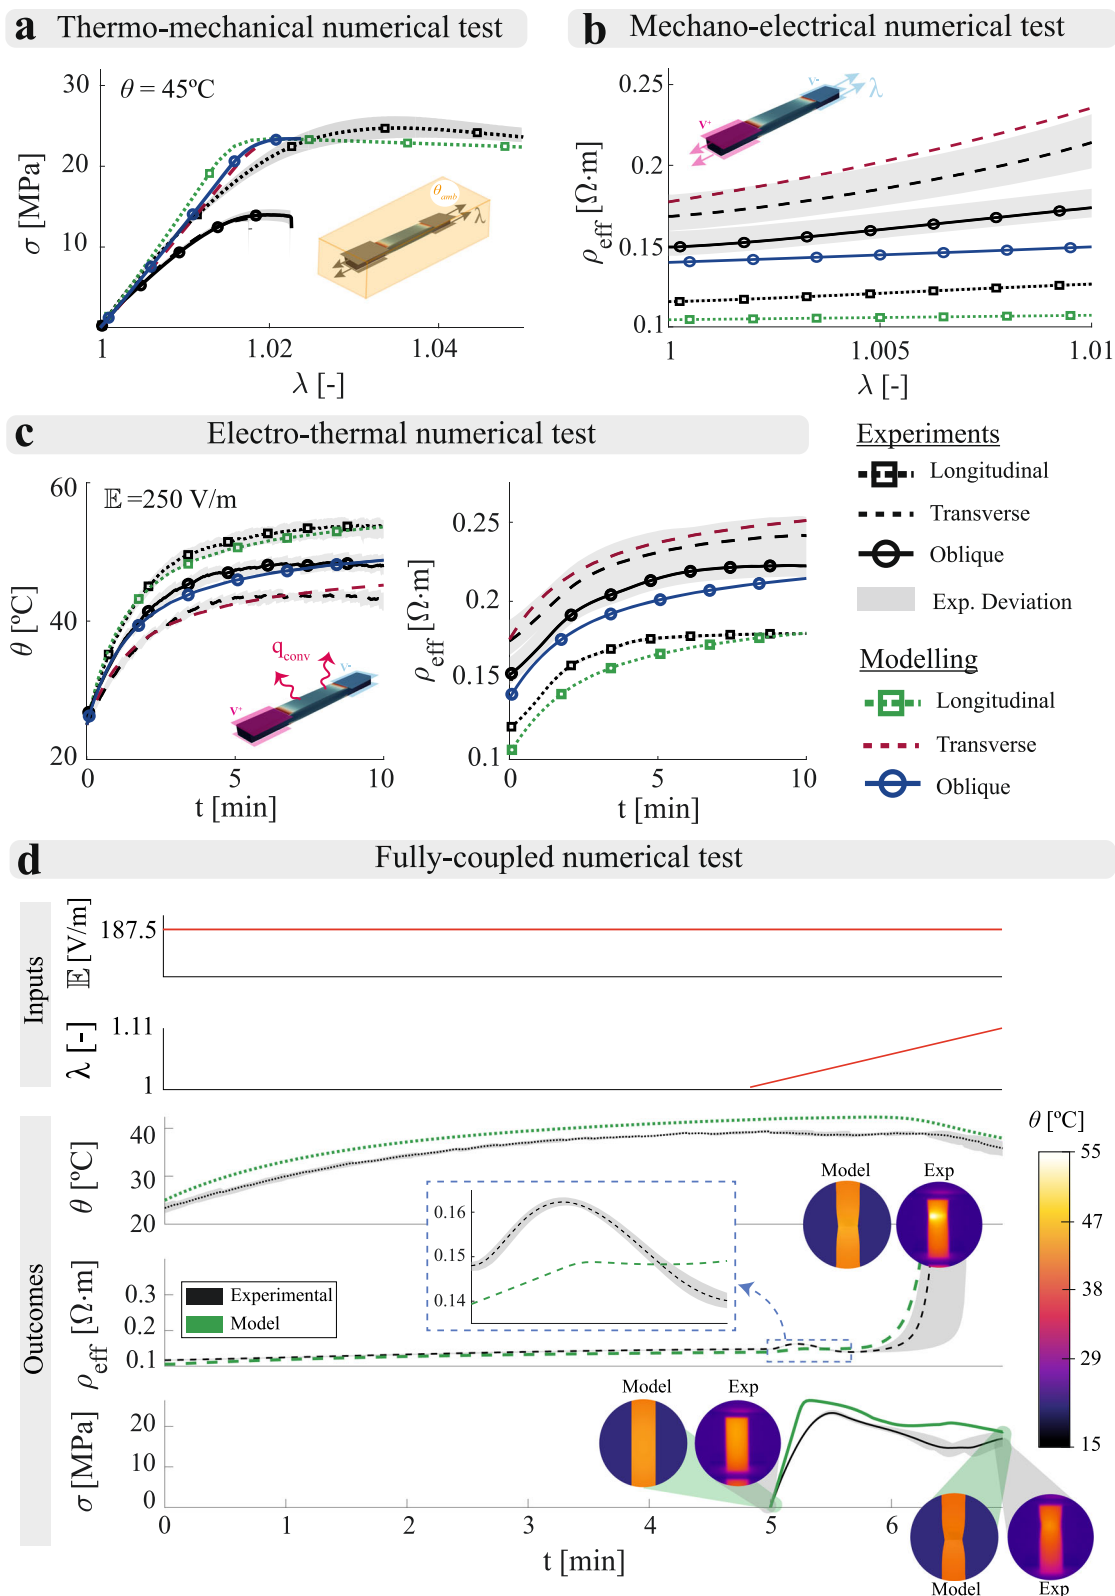 a Thermo-mechanical numerical test
θ = 45ºC
σ [MPa]
30
20
10
0
1
1.02
1.04
λ [-]
θamb
λ
b Mechano-electrical numerical test
ρeff [Ω·m]
0.25
0.2
0.15
0.1
1
1.005
1.01
λ [-]
V+
V-
λ
c Electro-thermal numerical test
𝔼 =250 V/m
θ [ºC]
60
40
20
0
5
10
t [min]
qconv
V+
V-
ρeff [Ω·m]
0.25
0.2
0.15
0.1
0
5
10
t [min]
Experiments
Longitudinal
Transverse
Oblique
Exp. Deviation
Modelling
Longitudinal
Transverse
Oblique
d Fully-coupled numerical test
Inputs
𝔼 [V/m]
187.5
λ [-]
1.11
1
Outcomes
θ [ºC]
40
30
20
ρeff [Ω·m]
0.3
0.2
0.1
Experimental
Model
0.16
0.15
0.14
Model
Exp
θ [ºC]
55
47
38
29
21
15
σ [MPa]
20
10
0
Model
Exp
0
1
2
3
4
5
6
t [min]
Model
Exp